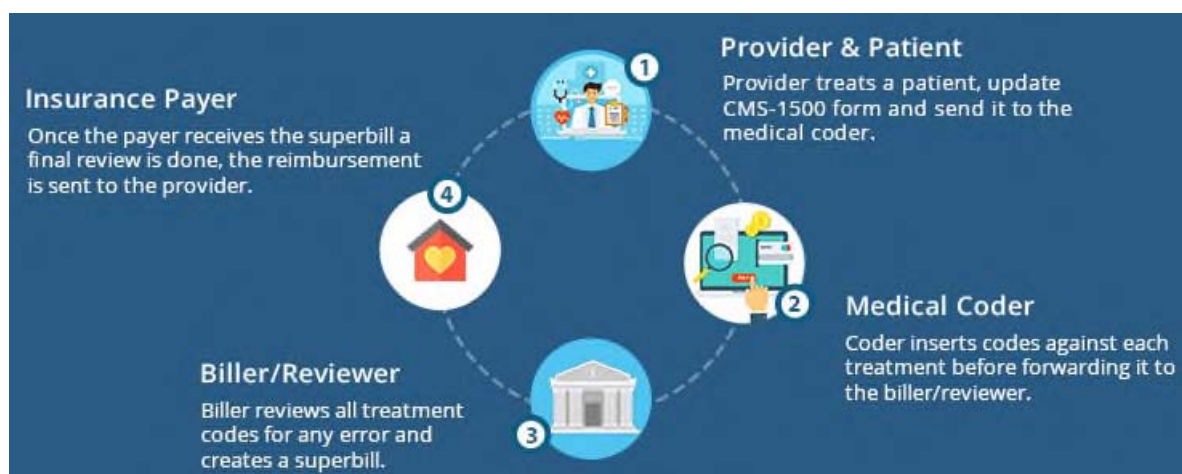 1
Provider & Patient
Provider treats a patient, update
CMS-1500 form and send it to the
medical coder.
2
Medical Coder
Coder inserts codes against each
treatment before forwarding it to
the biller/reviewer.
3
Biller/Reviewer
Biller reviews all treatment
codes for any error and
creates a superbill.
4
Insurance Payer
Once the payer receives the superbill a
final review is done, the reimbursement
is sent to the provider.